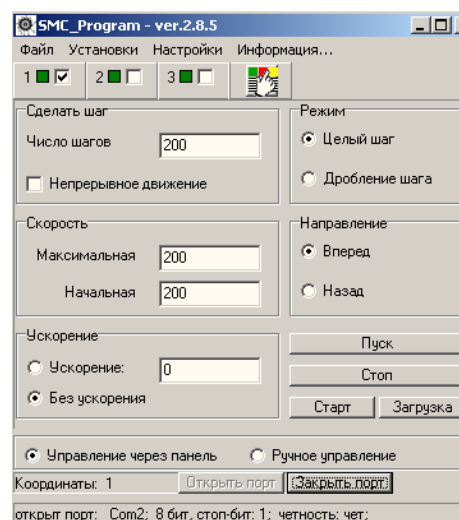 SMC_Program - ver.2.8.5
Файл Установки Настройки Информация...
1 2 3
Сделать шаг
Число шагов 200
Непрерывное движение
Режим
Целый шаг
Дробление шага
Скорость
Максимальная 200
Начальная 200
Направление
Вперед
Назад
Ускорение
Ускорение: 0
Без ускорения
Пуск
Стоп
Старт Загрузка
Управление через панель Ручное управление
Координаты: 1 Открыть порт Закрыть порт
открыт порт: Com2; 8 бит, стоп-бит: 1; четность: чет;